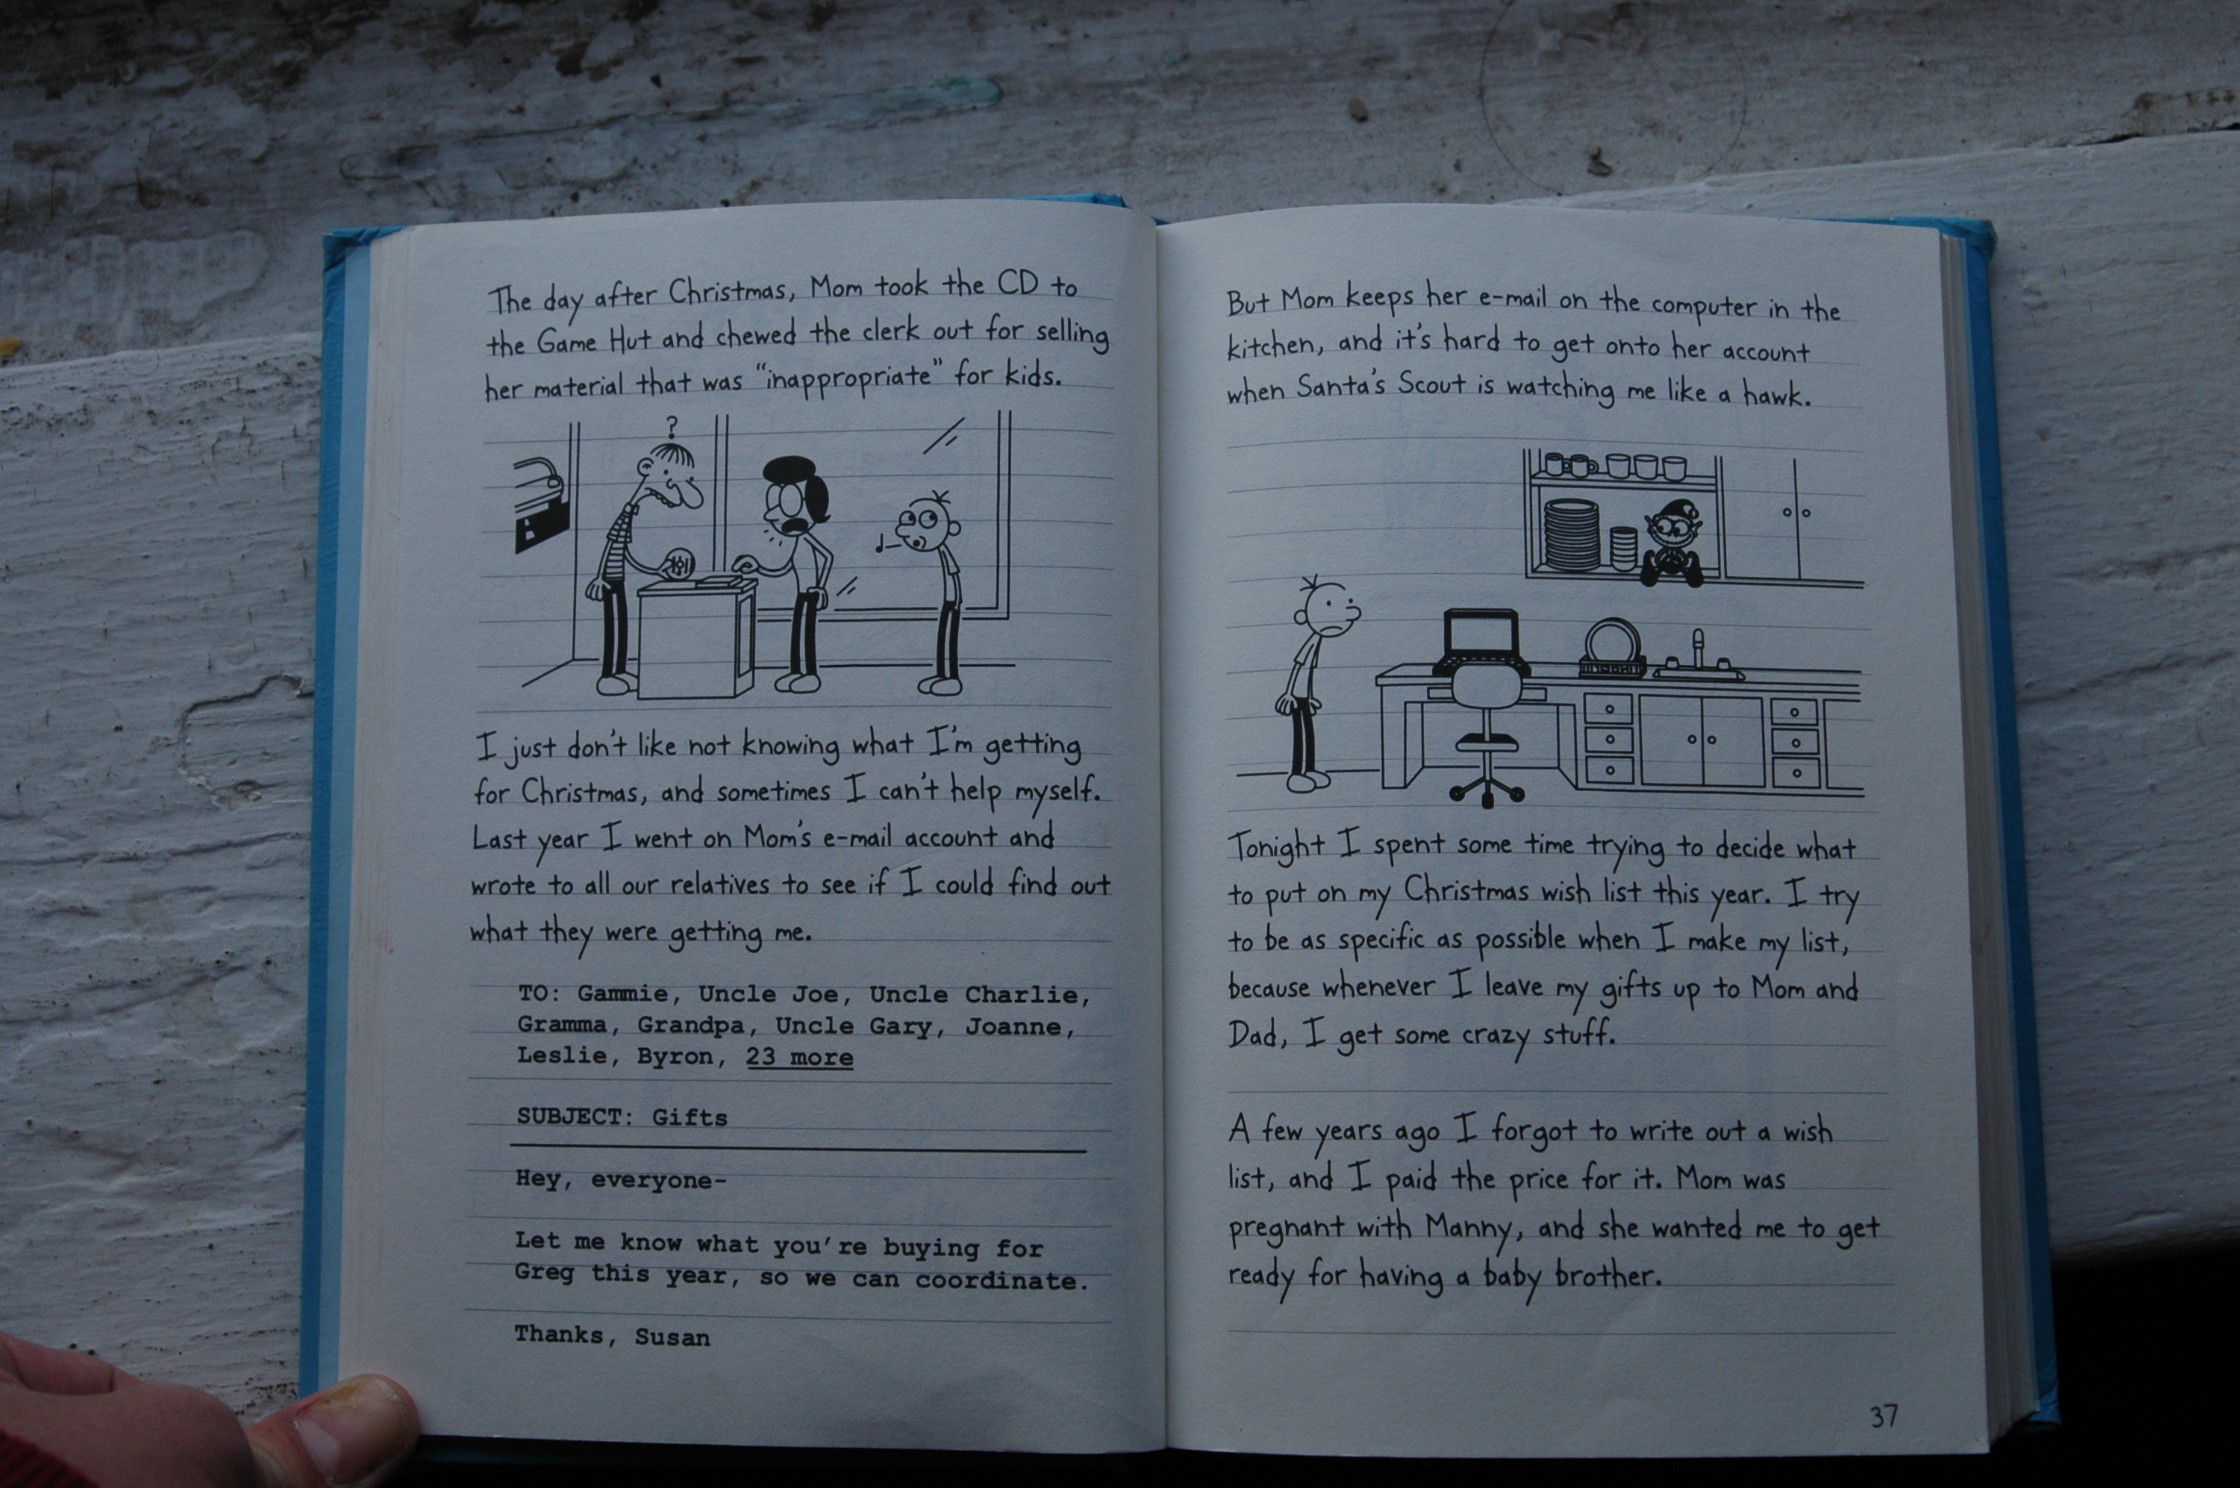 The day after Christmas, Mom took the CD to
the Game Hut and chewed the clerk out for selling
her material that was "inappropriate" for kids.
?
I just don't like not knowing what I'm getting
for Christmas, and sometimes I can't help myself.
Last year I went on Mom's e-mail account and
wrote to all our relatives to see if I could find out
what they were getting me.
TO: Gammie, Uncle Joe, Uncle Charlie,
Gramma, Grandpa, Uncle Gary, Joanne,
Leslie, Byron, 23 more
SUBJECT: Gifts
Hey, everyone-
Let me know what you're buying for
Greg this year, so we can coordinate.
Thanks, Susan
But Mom keeps her e-mail on the computer in the
kitchen, and it's hard to get onto her account
when Santa's Scout is watching me like a hawk.
Tonight I spent some time trying to decide what
to put on my Christmas wish list this year. I try
to be as specific as possible when I make my list,
because whenever I leave my gifts up to Mom and
Dad, I get some crazy stuff.
A few years ago I forgot to write out a wish
list, and I paid the price for it. Mom was
pregnant with Manny, and she wanted me to get
ready for having a baby brother.
37